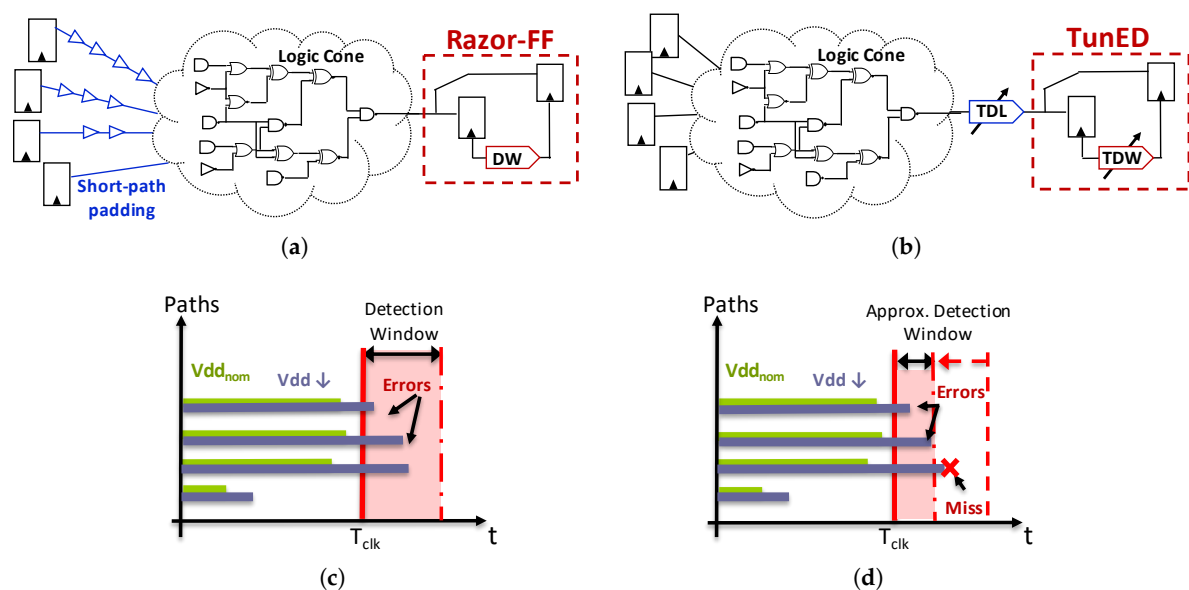 Logic Cone
Razor-FF
DW
Short-path
padding
(a)
Logic Cone
TunED
TDL
TDW
(b)
Paths
Detection
Window
Vdd_nom
Vdd ↓
Errors
T_clk
t
(c)
Paths
Approx. Detection
Window
Vdd_nom
Vdd ↓
Errors
Miss
T_clk
t
(d)